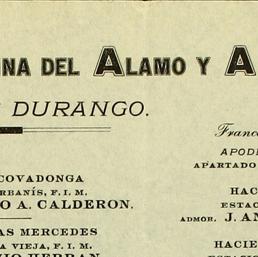 NA DEL ALAMO Y A
DURANGO.
COVADONGA
RBANÍS, F. I. M.
O A. CALDERON.
AS MERCEDES
A VIEJA, F. I. M.
Franc
APODE
APARTADO
HAC
ESTAC
ADMOR. J. AN
HACIE